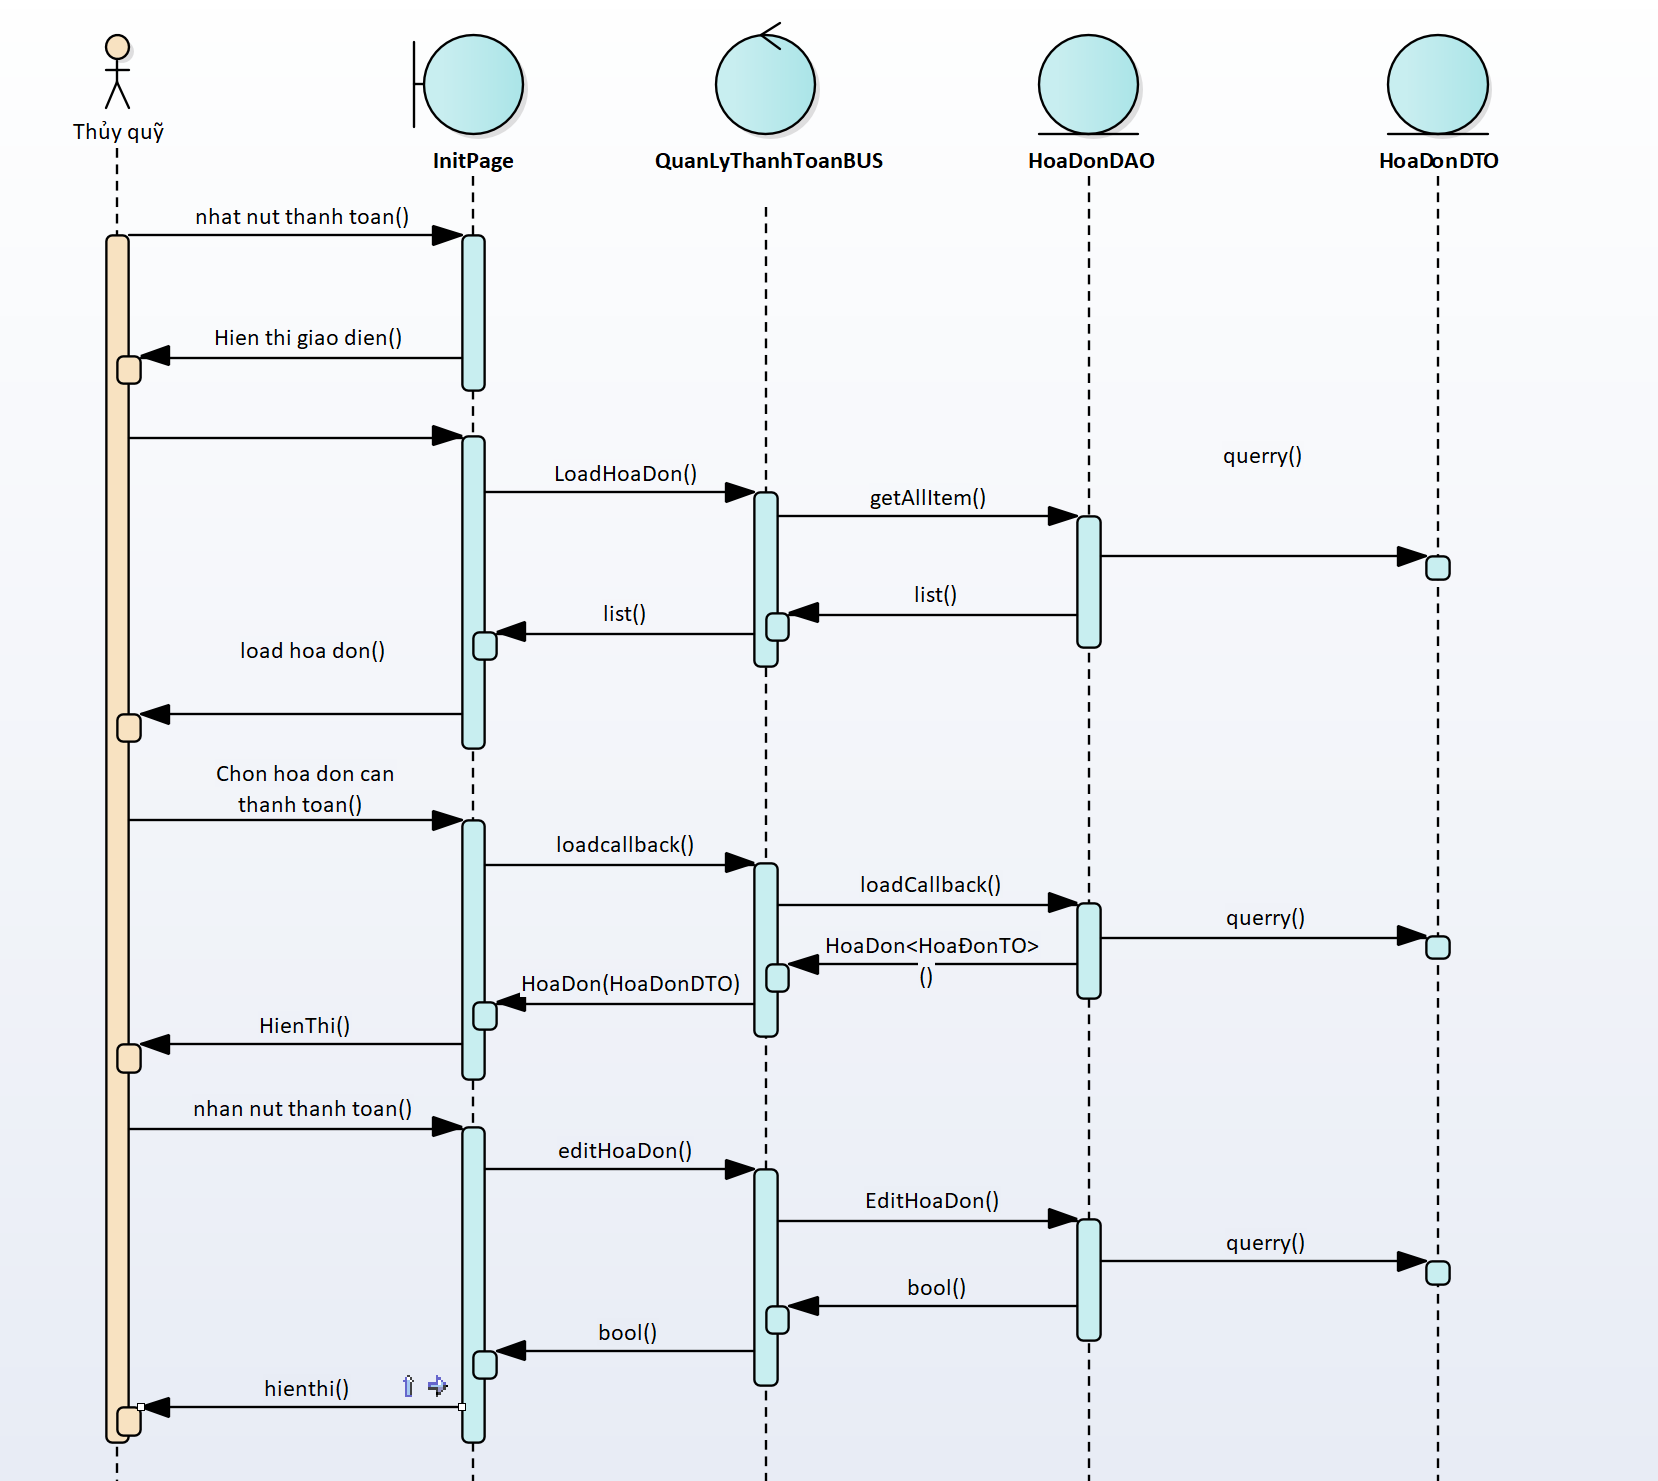 Thủy quỹ
InitPage
QuanLyThanhToanBUS
HoaDonDAO
HoaDonDTO
nhat nut thanh toan()
Hien thi giao dien()
querry()
LoadHoaDon()
getAllItem()
list()
list()
load hoa don()
Chon hoa don can
thanh toan()
loadcallback()
loadCallback()
querry()
HoaDon<HoaĐonTO>
()
HoaDon(HoaDonDTO)
HienThi()
nhan nut thanh toan()
editHoaDon()
EditHoaDon()
querry()
bool()
bool()
hienthi()